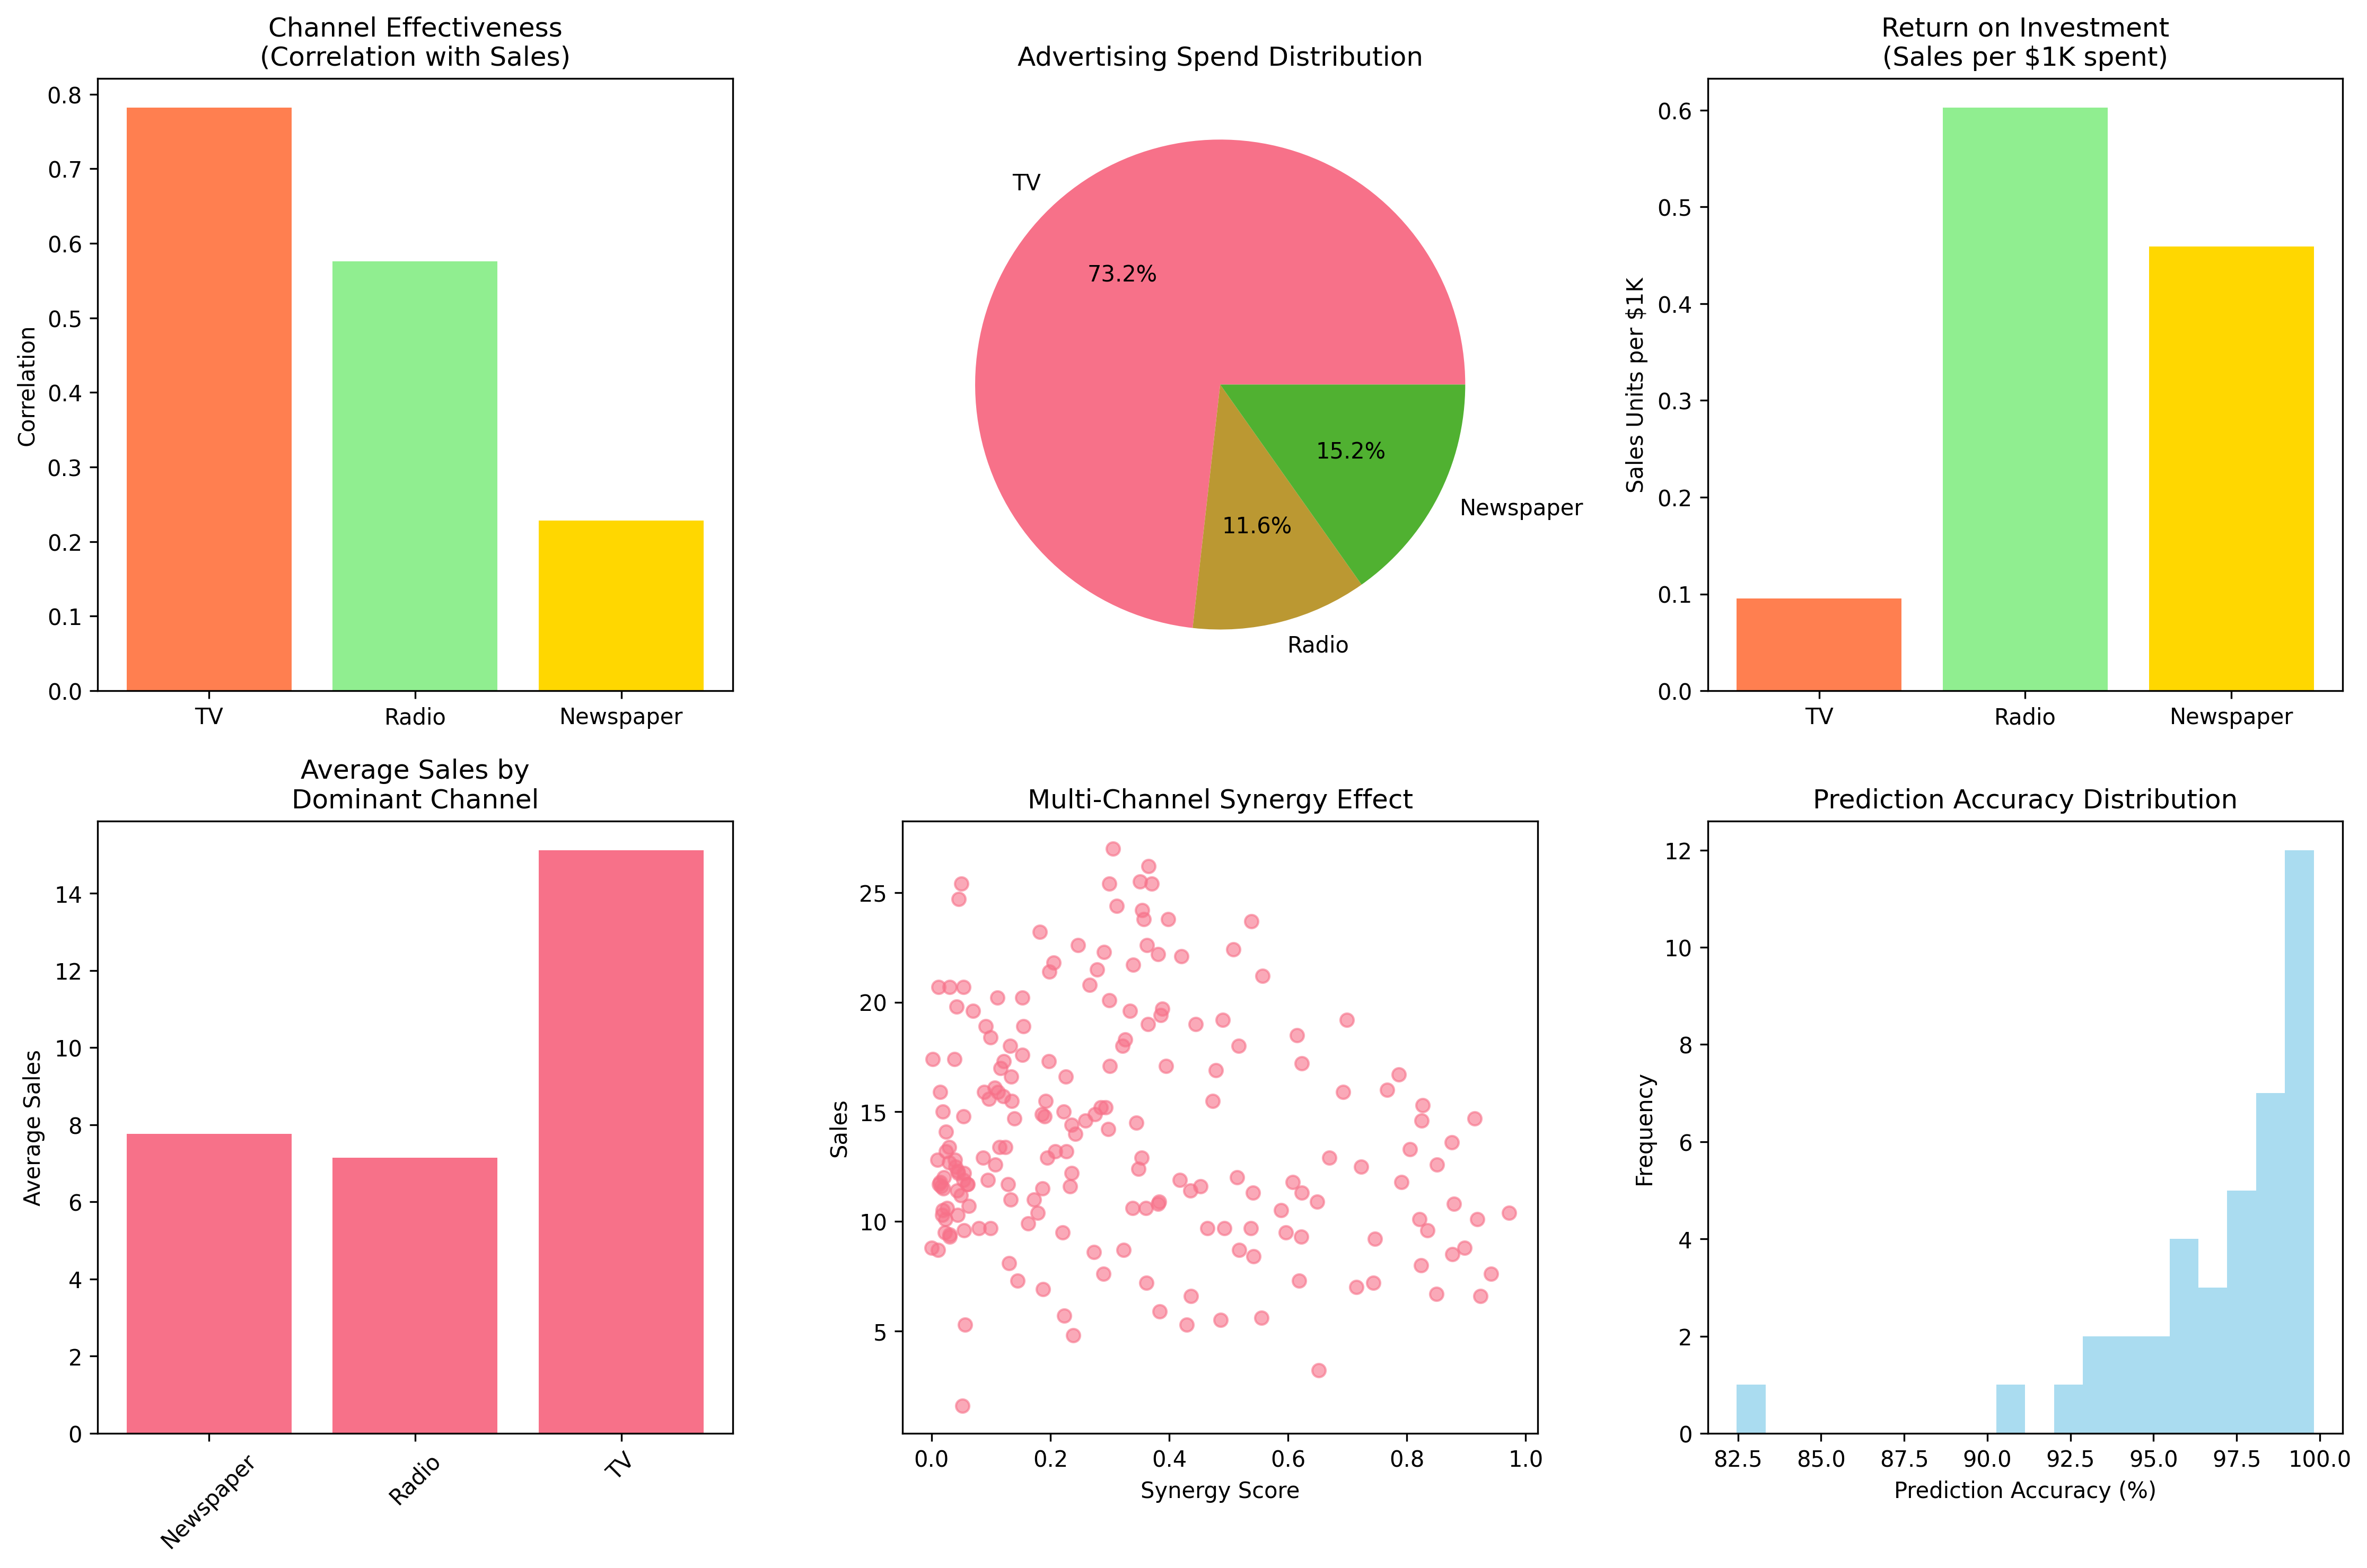 Channel Effectiveness
(Correlation with Sales)
Correlation
0.8
0.7
0.6
0.5
0.4
0.3
0.2
0.1
0.0
TV
Radio
Newspaper
Advertising Spend Distribution
TV
73.2%
15.2%
Newspaper
11.6%
Radio
Return on Investment
(Sales per $1K spent)
Sales Units per $1K
0.6
0.5
0.4
0.3
0.2
0.1
0.0
TV
Radio
Newspaper
Average Sales by
Dominant Channel
Average Sales
14
12
10
8
6
4
2
0
Newspaper
Radio
TV
Multi-Channel Synergy Effect
Sales
25
20
15
10
5
0.0
0.2
0.4
0.6
0.8
1.0
Synergy Score
Prediction Accuracy Distribution
Frequency
12
10
8
6
4
2
0
82.5
85.0
87.5
90.0
92.5
95.0
97.5
100.0
Prediction Accuracy (%)